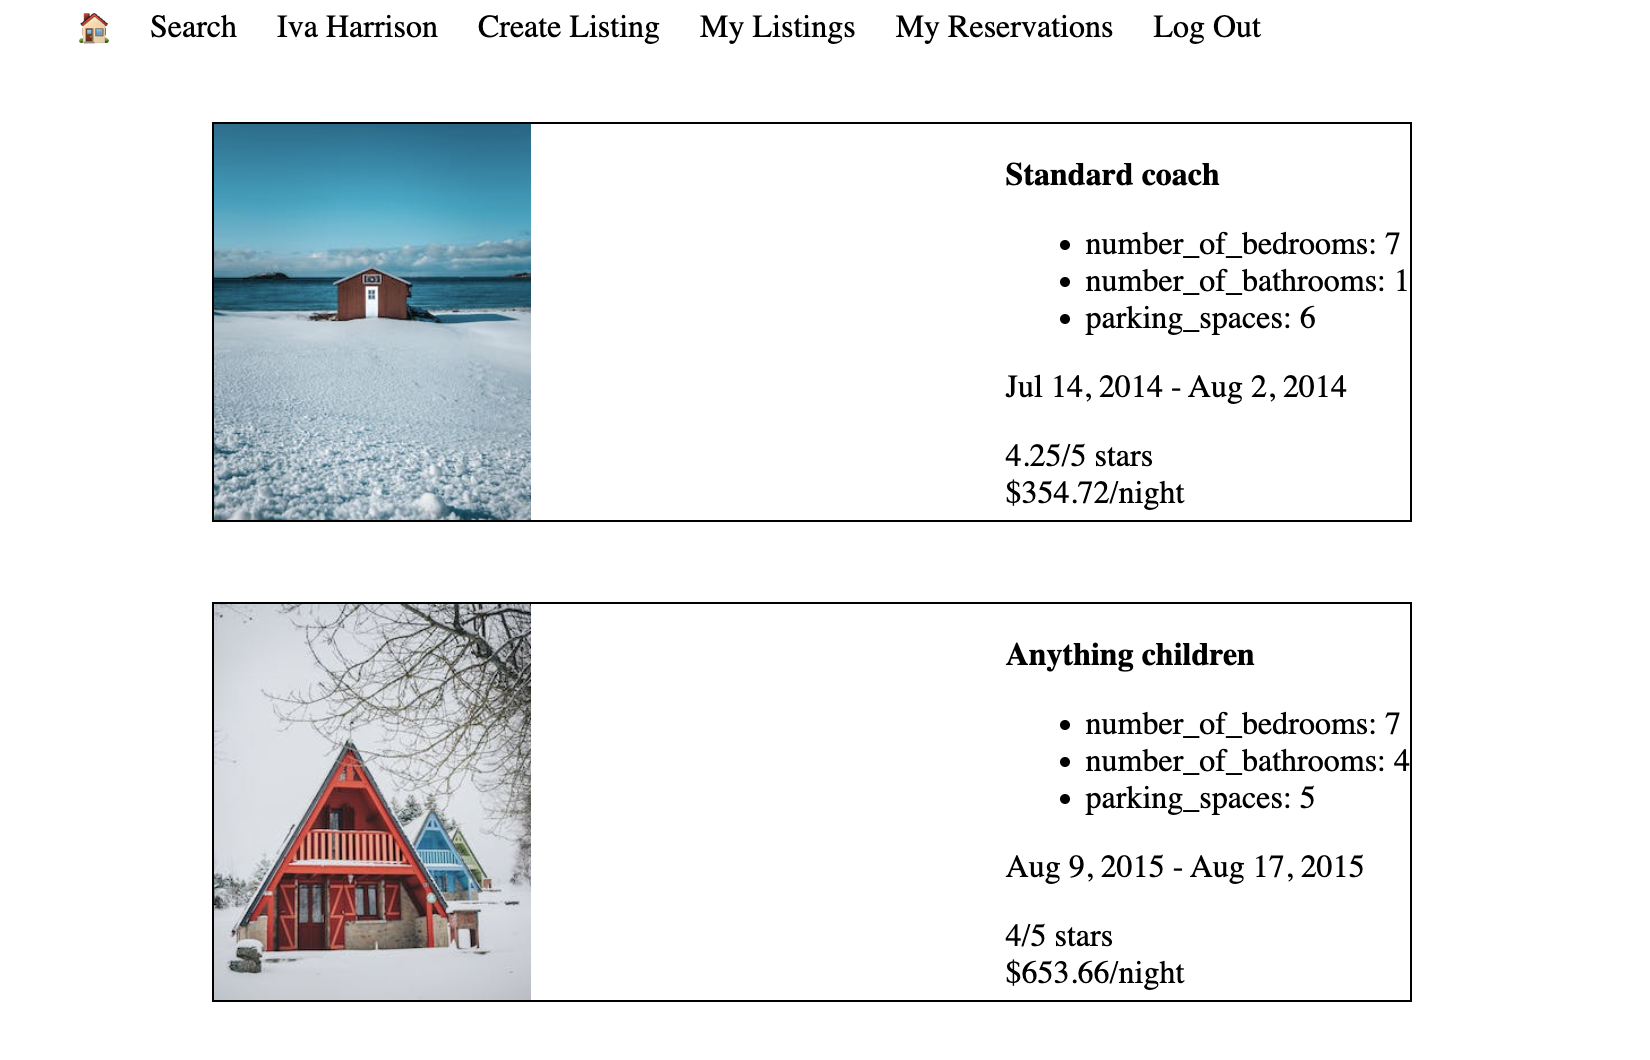 Search Iva Harrison Create Listing My Listings My Reservations Log Out
Standard coach
number_of_bedrooms: 7
number_of_bathrooms: 1
parking_spaces: 6
Jul 14, 2014 - Aug 2, 2014
4.25/5 stars
$354.72/night
Anything children
number_of_bedrooms: 7
number_of_bathrooms: 4
parking_spaces: 5
Aug 9, 2015 - Aug 17, 2015
4/5 stars
$653.66/night